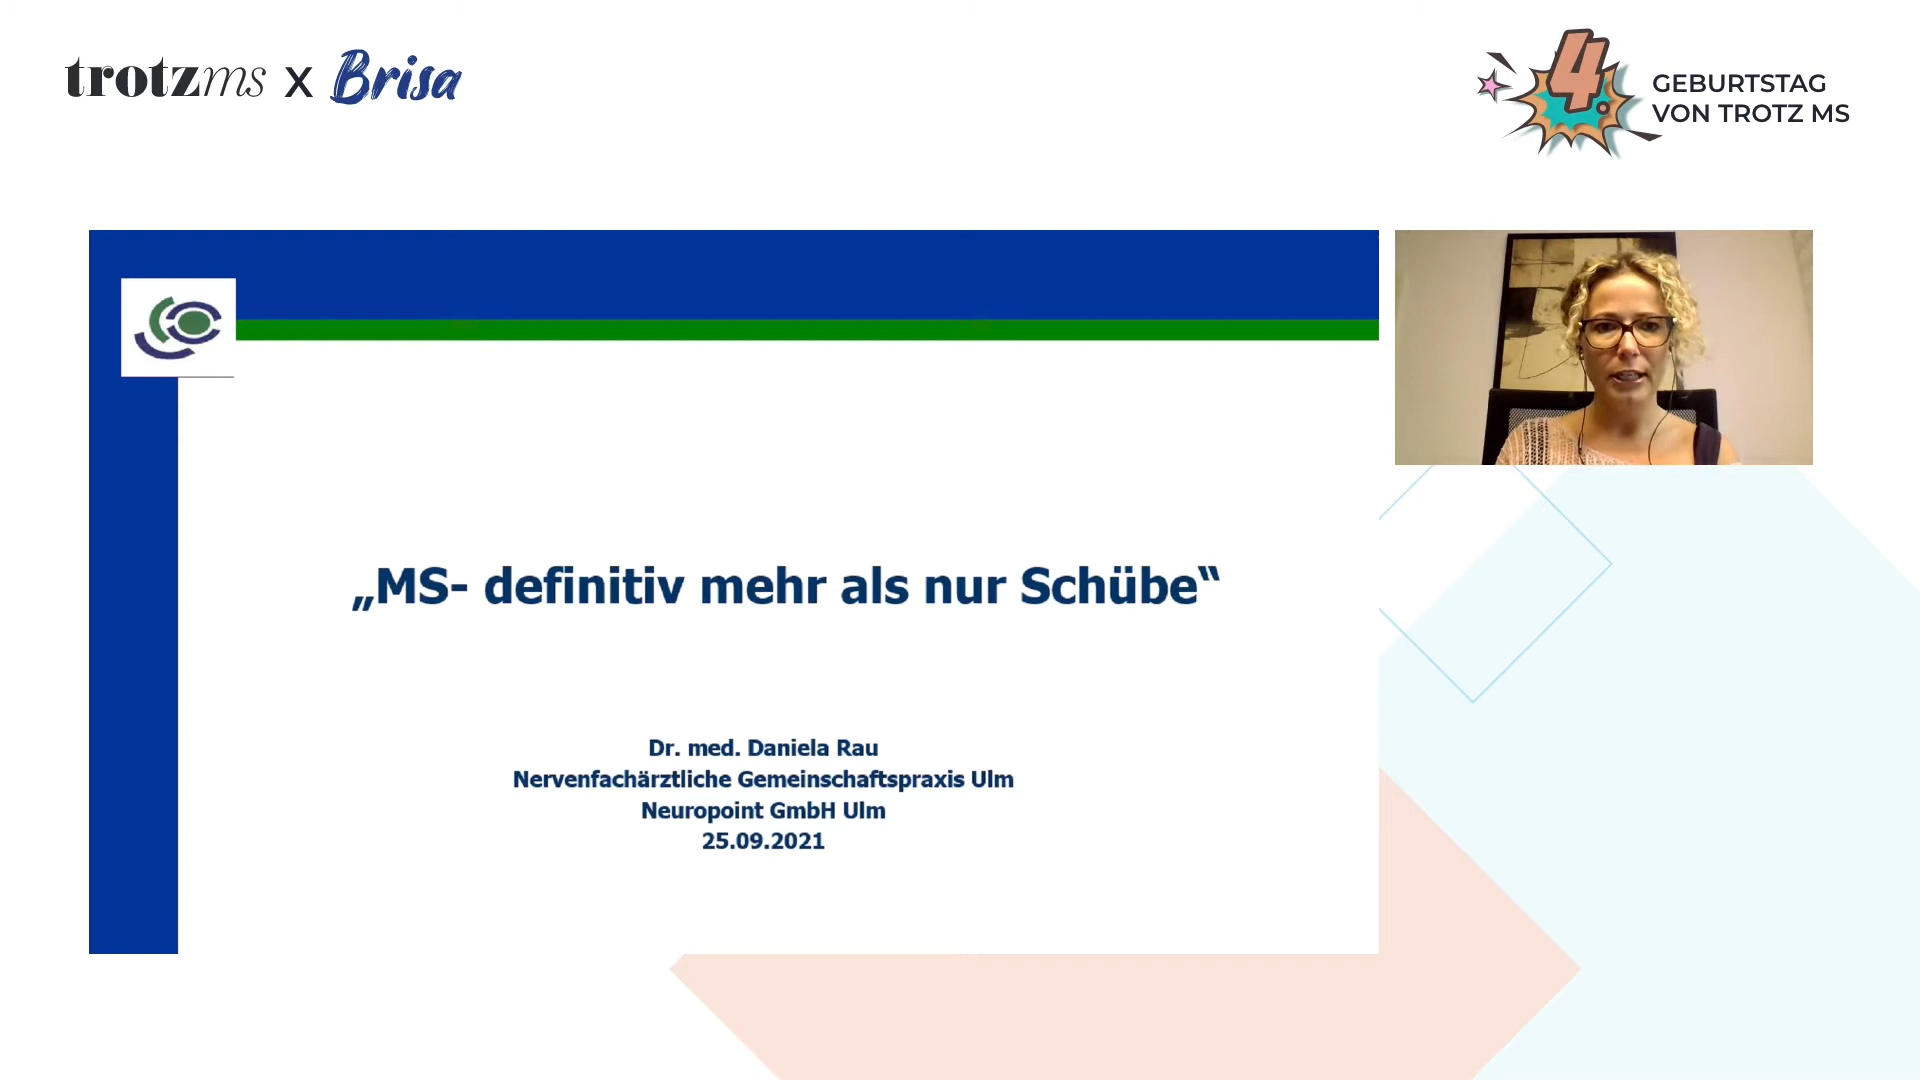 trotzms x Brisa
4.
GEBURTSTAG
VON TROTZ MS
„MS- definitiv mehr als nur Schübe“
Dr. med. Daniela Rau
Nervenfachärztliche Gemeinschaftspraxis Ulm
Neuropoint GmbH Ulm
25.09.2021